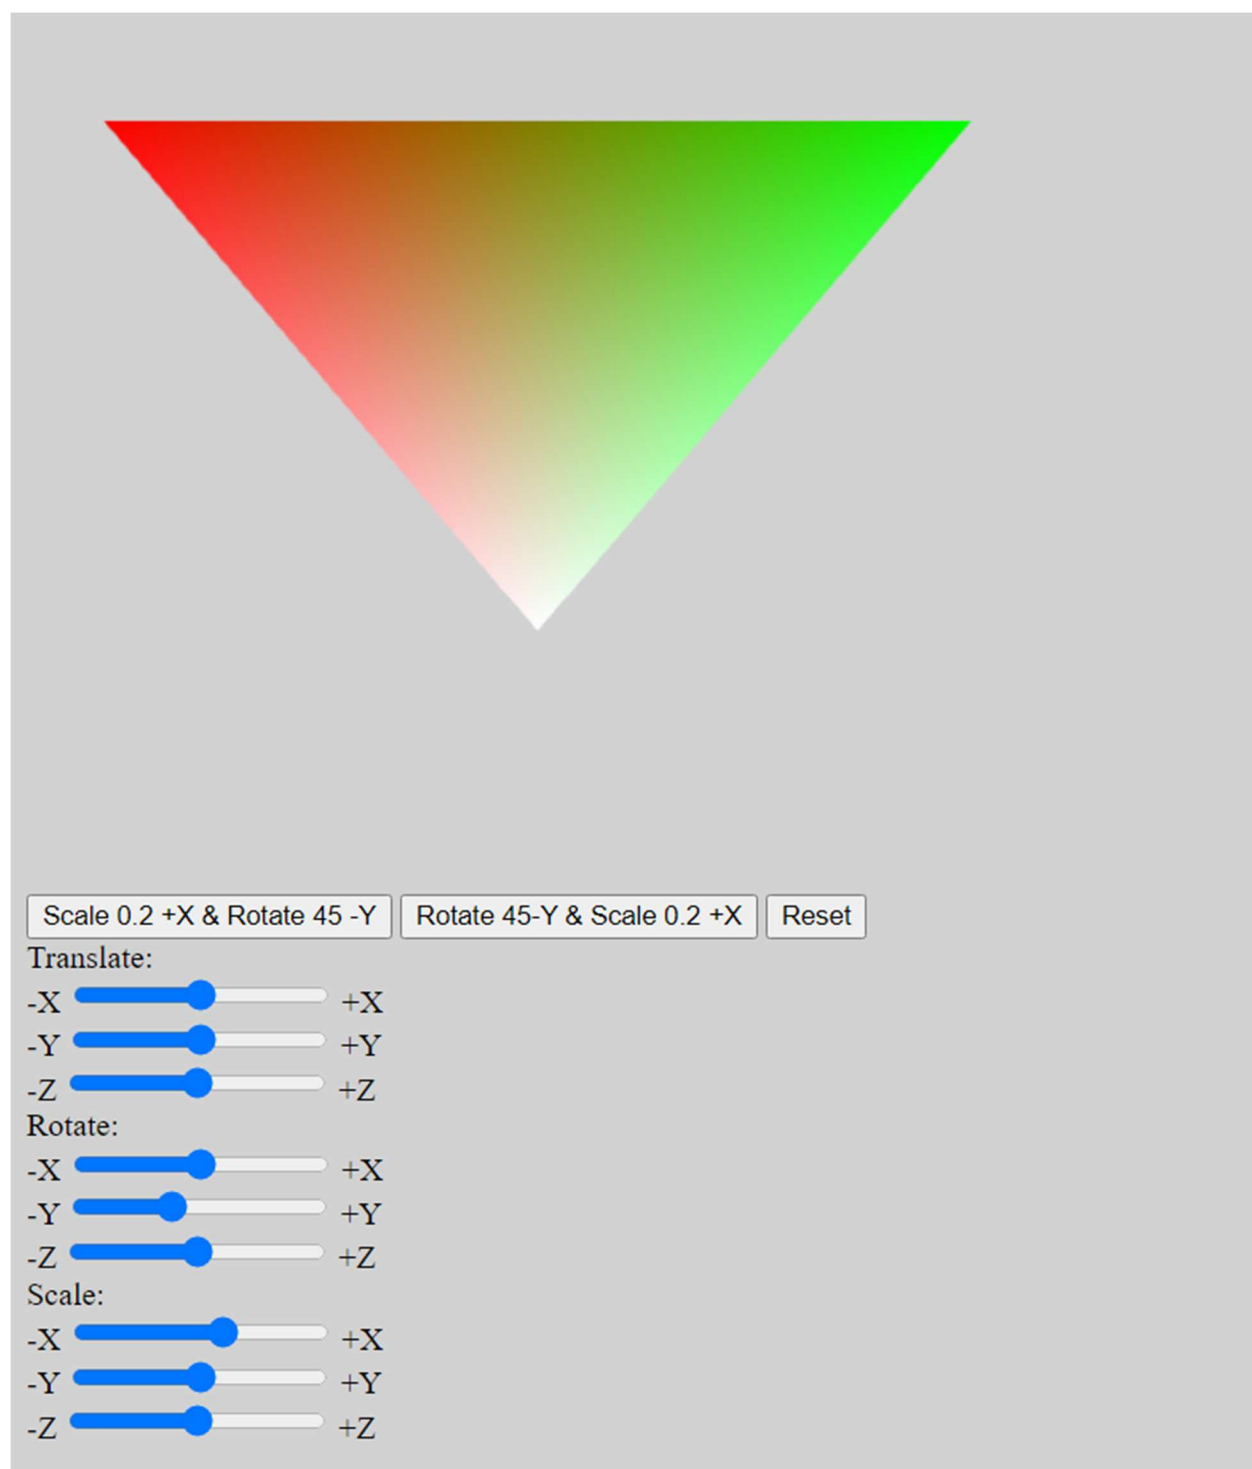 Scale 0.2 +X & Rotate 45 -Y Rotate 45-Y & Scale 0.2 +X Reset
Translate:
-X +X
-Y +Y
-Z +Z
Rotate:
-X +X
-Y +Y
-Z +Z
Scale:
-X +X
-Y +Y
-Z +Z